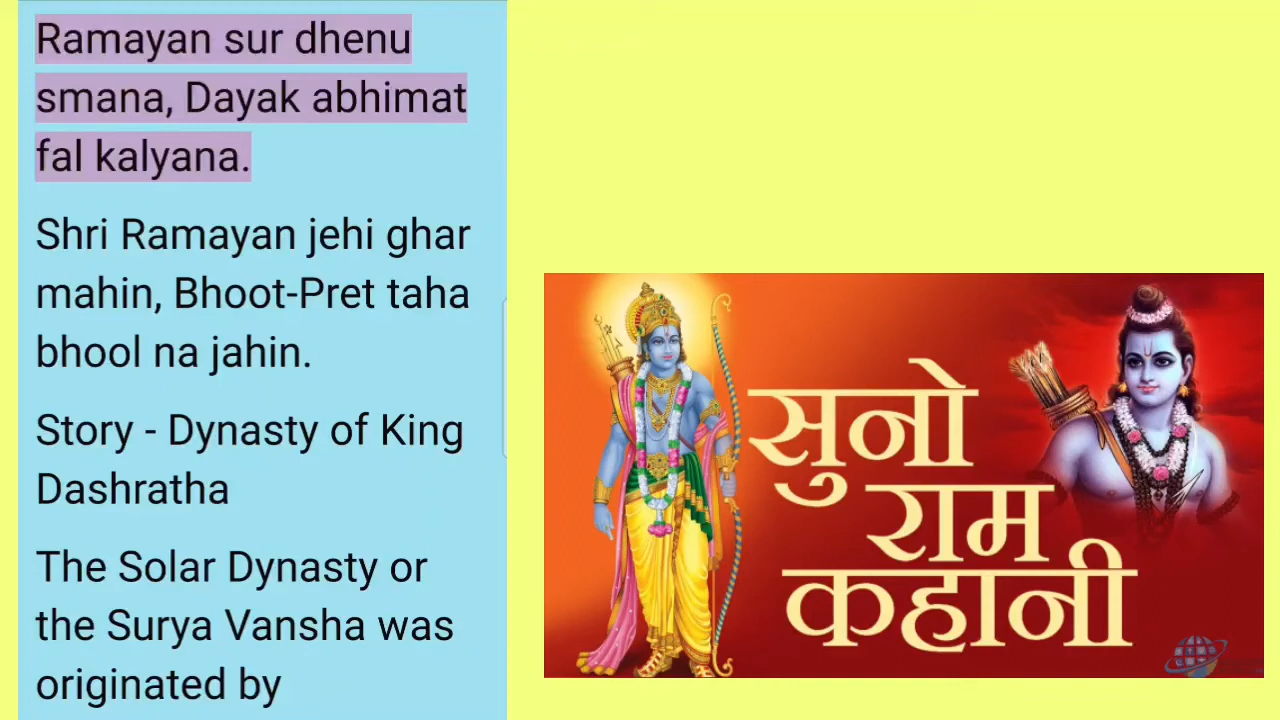 Ramayan sur dhenu
smana, Dayak abhimat
fal kalyana.
Shri Ramayan jehi ghar
mahin, Bhoot-Pret taha
bhool na jahin.
Story - Dynasty of King
Dashratha
The Solar Dynasty or
the Surya Vansha was
originated by
सुनो
राम
कहानी